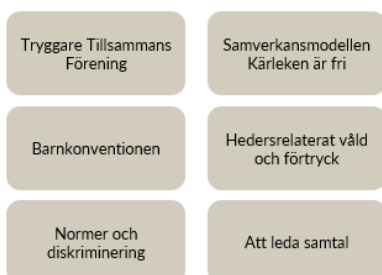 Tryggare Tillsammans
Förening
Samverkansmodellen
Kärleken är fri
Barnkonventionen
Hedersrelaterat våld
och förtryck
Normer och
diskriminering
Att leda samtal